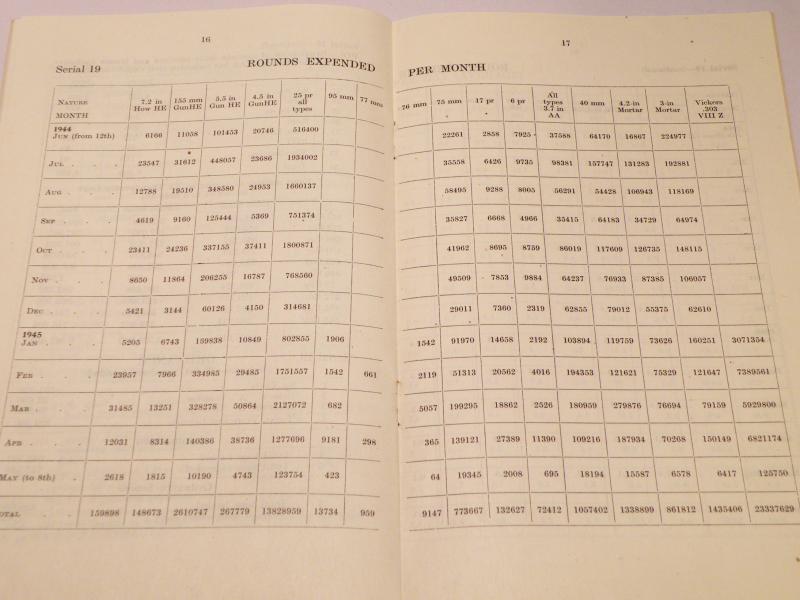 16
Serial 19 ROUNDS EXPENDED
NATURE 7.2 in How HE 155 mm Gun HE 5.5 in Gun HE 4.5 in Gun HE 25 pr all types 95 mm 77 mm
MONTH
1944
JUN (from 12th) 6166 11058 101453 20746 516400
JUL . . . 23547 31612 448057 23686 1934002
AUG . . . 12788 19510 348580 24953 1660137
SEP . . . 4619 9160 125444 5369 751374
OCT . . . 23411 24236 337155 37411 1800871
NOV . . . 8650 11864 206255 16787 768560
DEC . . . 5421 3144 60126 4150 314681
1945
JAN . . . 5205 6743 159838 10849 802855 1906
FEB . . . 23957 7966 334985 29485 1751557 1542 661
MAR . . . 31485 13251 328278 50864 2127072 682
APR . . . 12031 8314 140386 38736 1277696 9181 298
MAY (to 8th) . 2618 1815 10190 4743 123754 423
OTAL . . 159898 148673 2610747 267779 13828959 13734 959
17
PER MONTH
76 mm 75 mm 17 pr 6 pr All types 3.7 in AA 40 mm 4.2-in Mortar 3-in Mortar Vickers .303 VIII Z
22261 2858 7925 37588 64170 16867 224977
35558 6426 9735 98381 157747 131283 192881
58495 9288 8005 56291 54428 106943 118169
35827 6668 4966 35415 64183 34729 64974
41962 8695 8759 86019 117609 126735 148115
49509 7853 9884 64237 76933 87385 106057
29011 7360 2319 62855 79012 55375 62610
1542 91970 14658 2192 103894 119759 73626 160251 3071354
2119 51313 20562 4016 194353 121621 75329 121647 7389561
5057 199295 18862 2526 180959 279876 76694 79159 5929800
365 139121 27389 11390 109216 187934 70268 150149 6821174
64 19345 2008 695 18194 15587 6578 6417 125750
9147 773667 132627 72412 1057402 1338899 861812 1435406 23337629